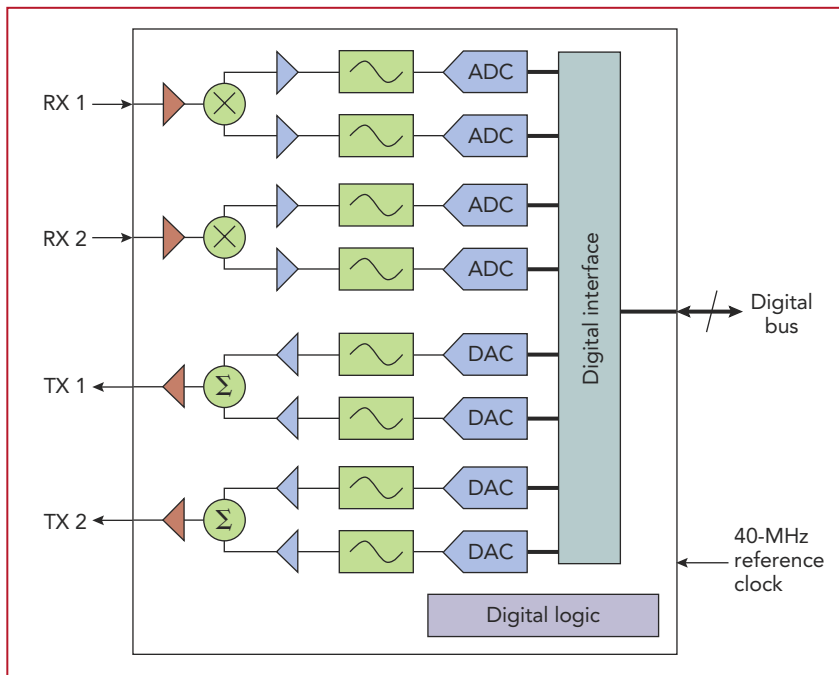 RX 1
ADC
ADC
RX 2
ADC
ADC
TX 1
Σ
DAC
DAC
TX 2
Σ
DAC
DAC
Digital interface
Digital
bus
40-MHz
reference
clock
Digital logic